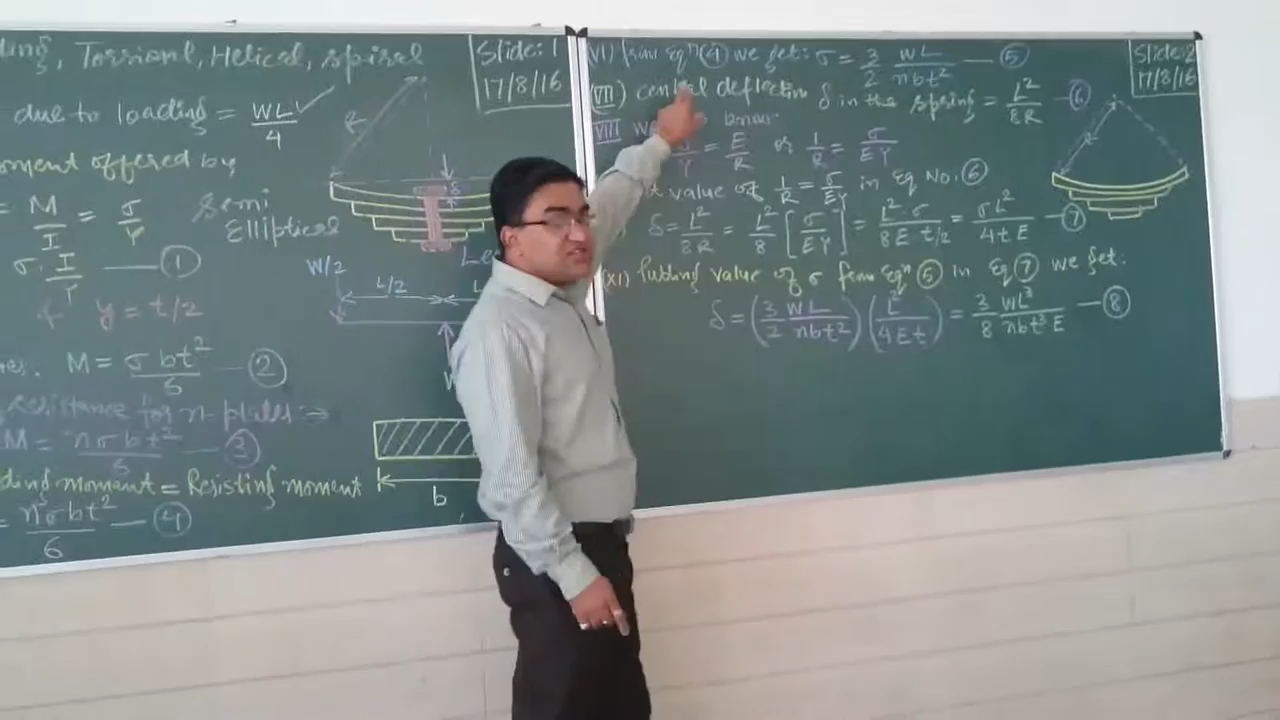 Torsional, Helical, spiral
Slide: 1
17/8/16
due to loading = WL/4
moment offered by
= M/I = σ/Y
Semi
Elliptical
σ. I/Y —— ①
& y = t/2
M = σ bt²/6 — ②
Resistance for n-plates ⇒
M = nσbt²/6 — ③
Bending moment = Resisting moment
= nσbt²/6 — ④
δ
W/2
L/2
b
VI) from Eqⁿ ④ we get: σ = 3/2 WL/nbt² — ⑤
Slide: 2
17/8/16
VII) central deflection δ in the spring = L²/8R — ⑥
VIII we know
σ/Y = E/R or 1/R = σ/EY
value of 1/R = σ/EY in Eq No. ⑥
δ = L²/8R = L²/8 [σ/EY] = L².σ/8E.t/2 = σL²/4tE — ⑦
(XI) Putting value of σ from Eqⁿ ⑤ in Eq ⑦ we get:
δ = (3/2 WL/nbt²)(L²/4Et) = 3/8 WL³/nbt³E — ⑧